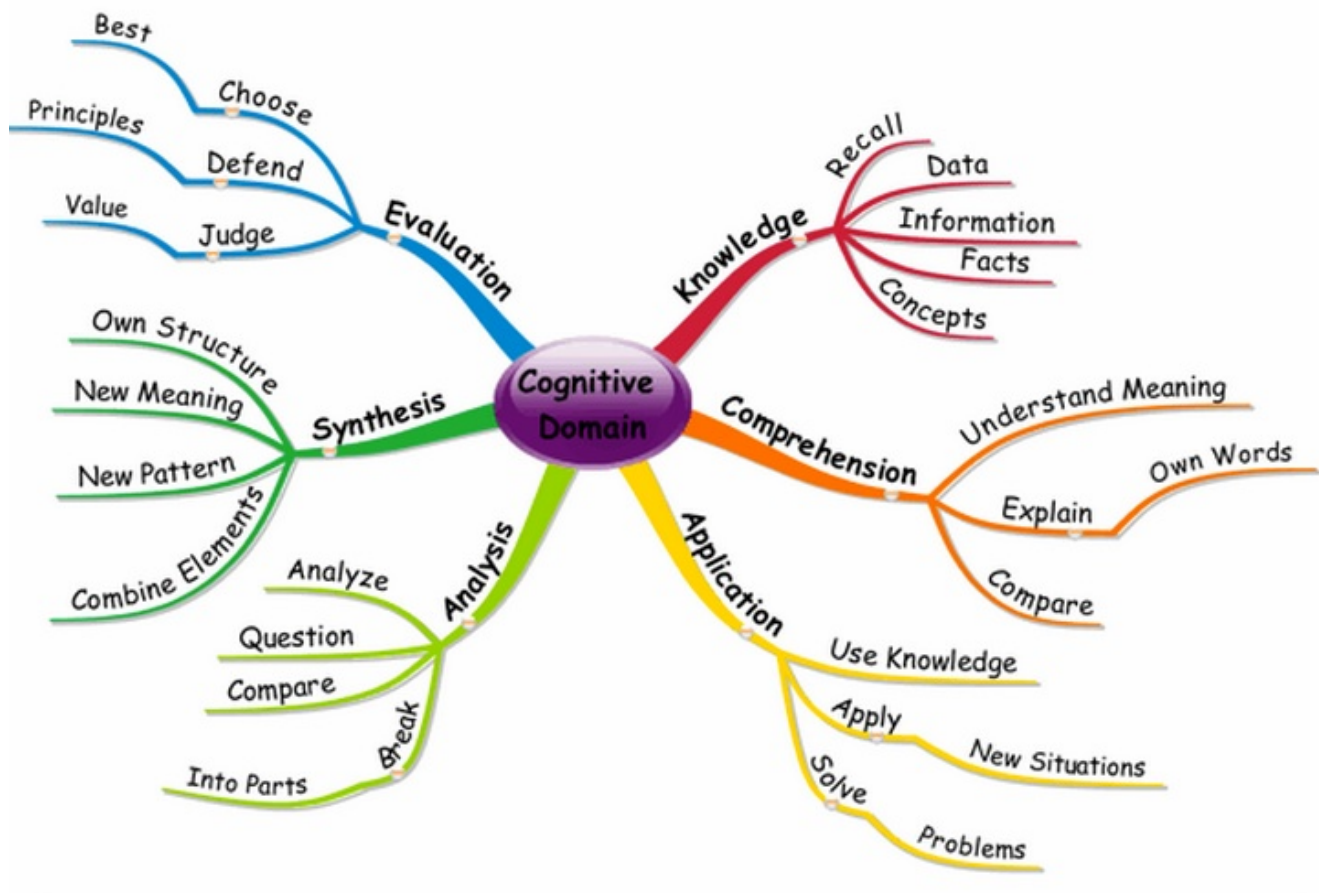 Cognitive
Domain
Knowledge
Recall
Data
Information
Facts
Concepts
Comprehension
Understand Meaning
Explain
Own Words
Compare
Application
Use Knowledge
Apply
New Situations
Solve
Problems
Analysis
Analyze
Question
Compare
Break
Into Parts
Synthesis
Own Structure
New Meaning
New Pattern
Combine Elements
Evaluation
Choose
Best
Defend
Principles
Judge
Value